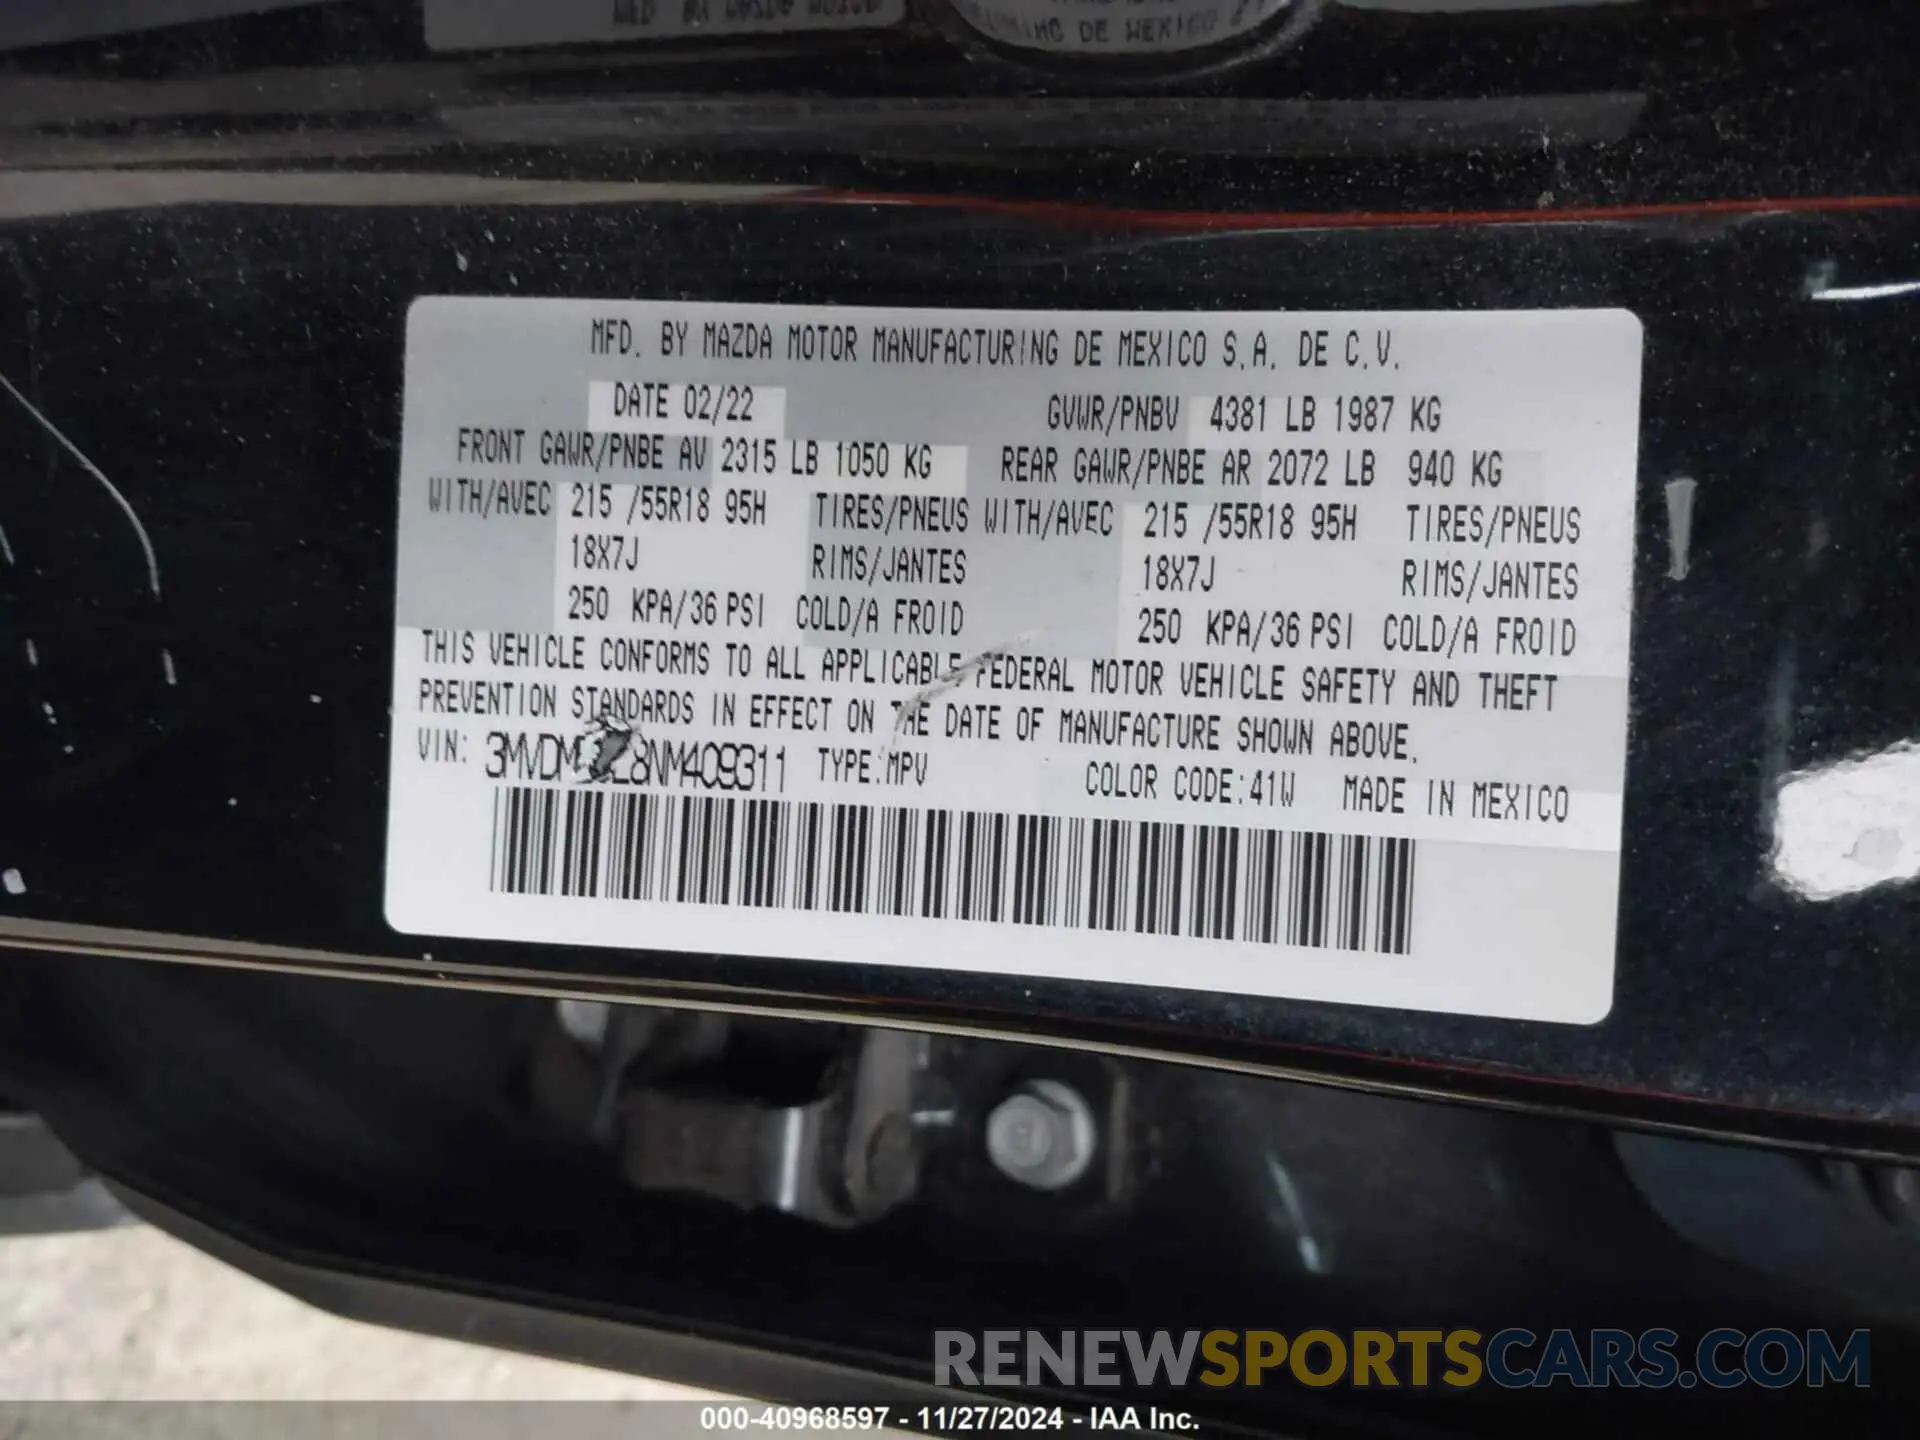 DE MEXICO
MFD. BY MAZDA MOTOR MANUFACTURING DE MEXICO S.A. DE C.V.
DATE 02/22 GVWR/PNBV 4381 LB 1987 KG
FRONT GAWR/PNBE AV 2315 LB 1050 KG REAR GAWR/PNBE AR 2072 LB 940 KG
WITH/AVEC 215 /55R18 95H TIRES/PNEUS WITH/AVEC 215 /55R18 95H TIRES/PNEUS
18X7J RIMS/JANTES 18X7J RIMS/JANTES
250 KPA/36 PSI COLD/A FROID 250 KPA/36 PSI COLD/A FROID
THIS VEHICLE CONFORMS TO ALL APPLICABLE FEDERAL MOTOR VEHICLE SAFETY AND THEFT
PREVENTION STANDARDS IN EFFECT ON THE DATE OF MANUFACTURE SHOWN ABOVE.
VIN: TYPE:MPV COLOR CODE:41W MADE IN MEXICO
RENEWSPORTSCARS.COM
000-40968597 - 11/27/2024 - IAA Inc.